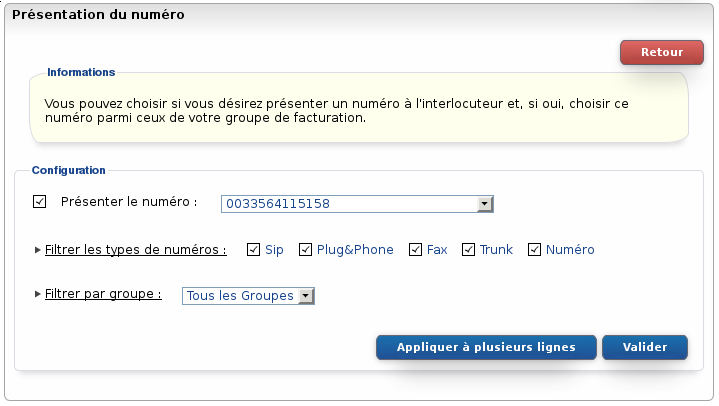 Présentation du numéro
Retour
Informations
Vous pouvez choisir si vous désirez présenter un numéro à l'interlocuteur et, si oui, choisir ce
numéro parmi ceux de votre groupe de facturation.
Configuration
Présenter le numéro : 0033564115158
Filtrer les types de numéros : Sip Plug&Phone Fax Trunk Numéro
Filtrer par groupe : Tous les Groupes
Appliquer à plusieurs lignes Valider